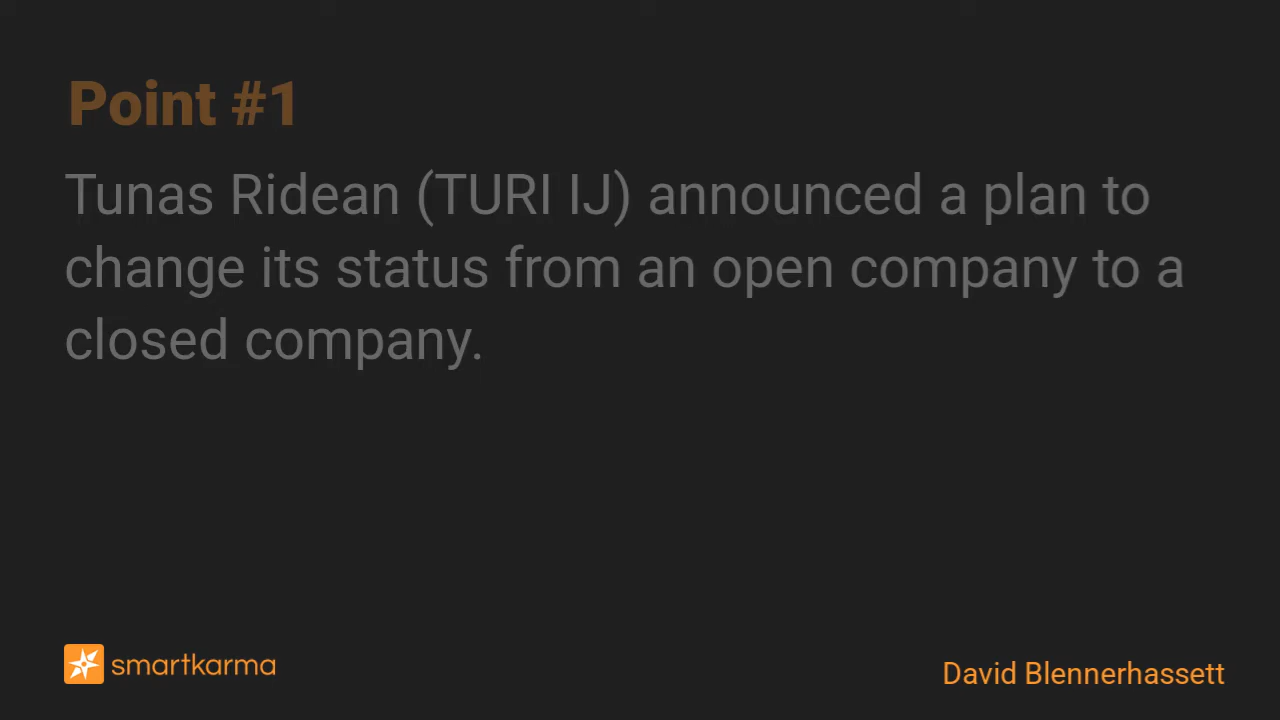 Point #1
Tunas Ridean (TURI IJ) announced a plan to
change its status from an open company to a
closed company.
smartkarma
David Blennerhassett